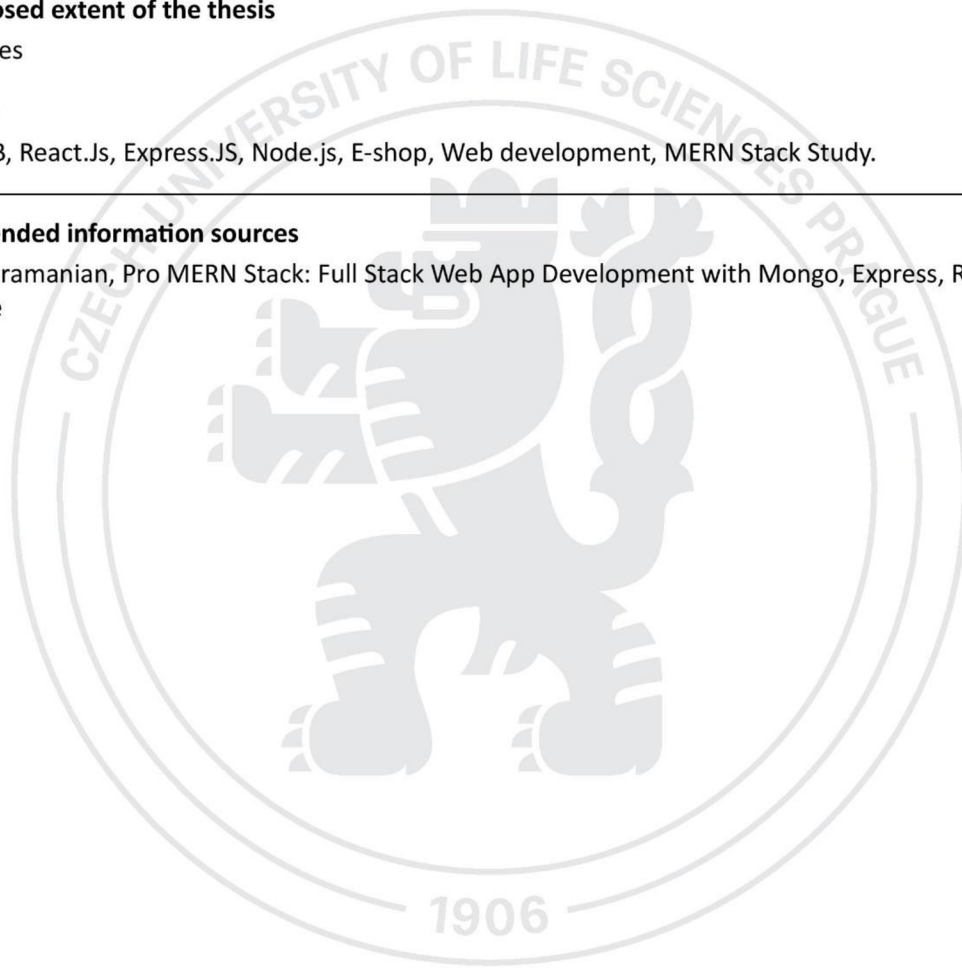 osed extent of the thesis
es
B, React.Js, Express.JS, Node.js, E-shop, Web development, MERN Stack Study.
nded information sources
ramanian, Pro MERN Stack: Full Stack Web App Development with Mongo, Express, R
e
CZECH UNIVERSITY OF LIFE SCIENCES PRAGUE
1906